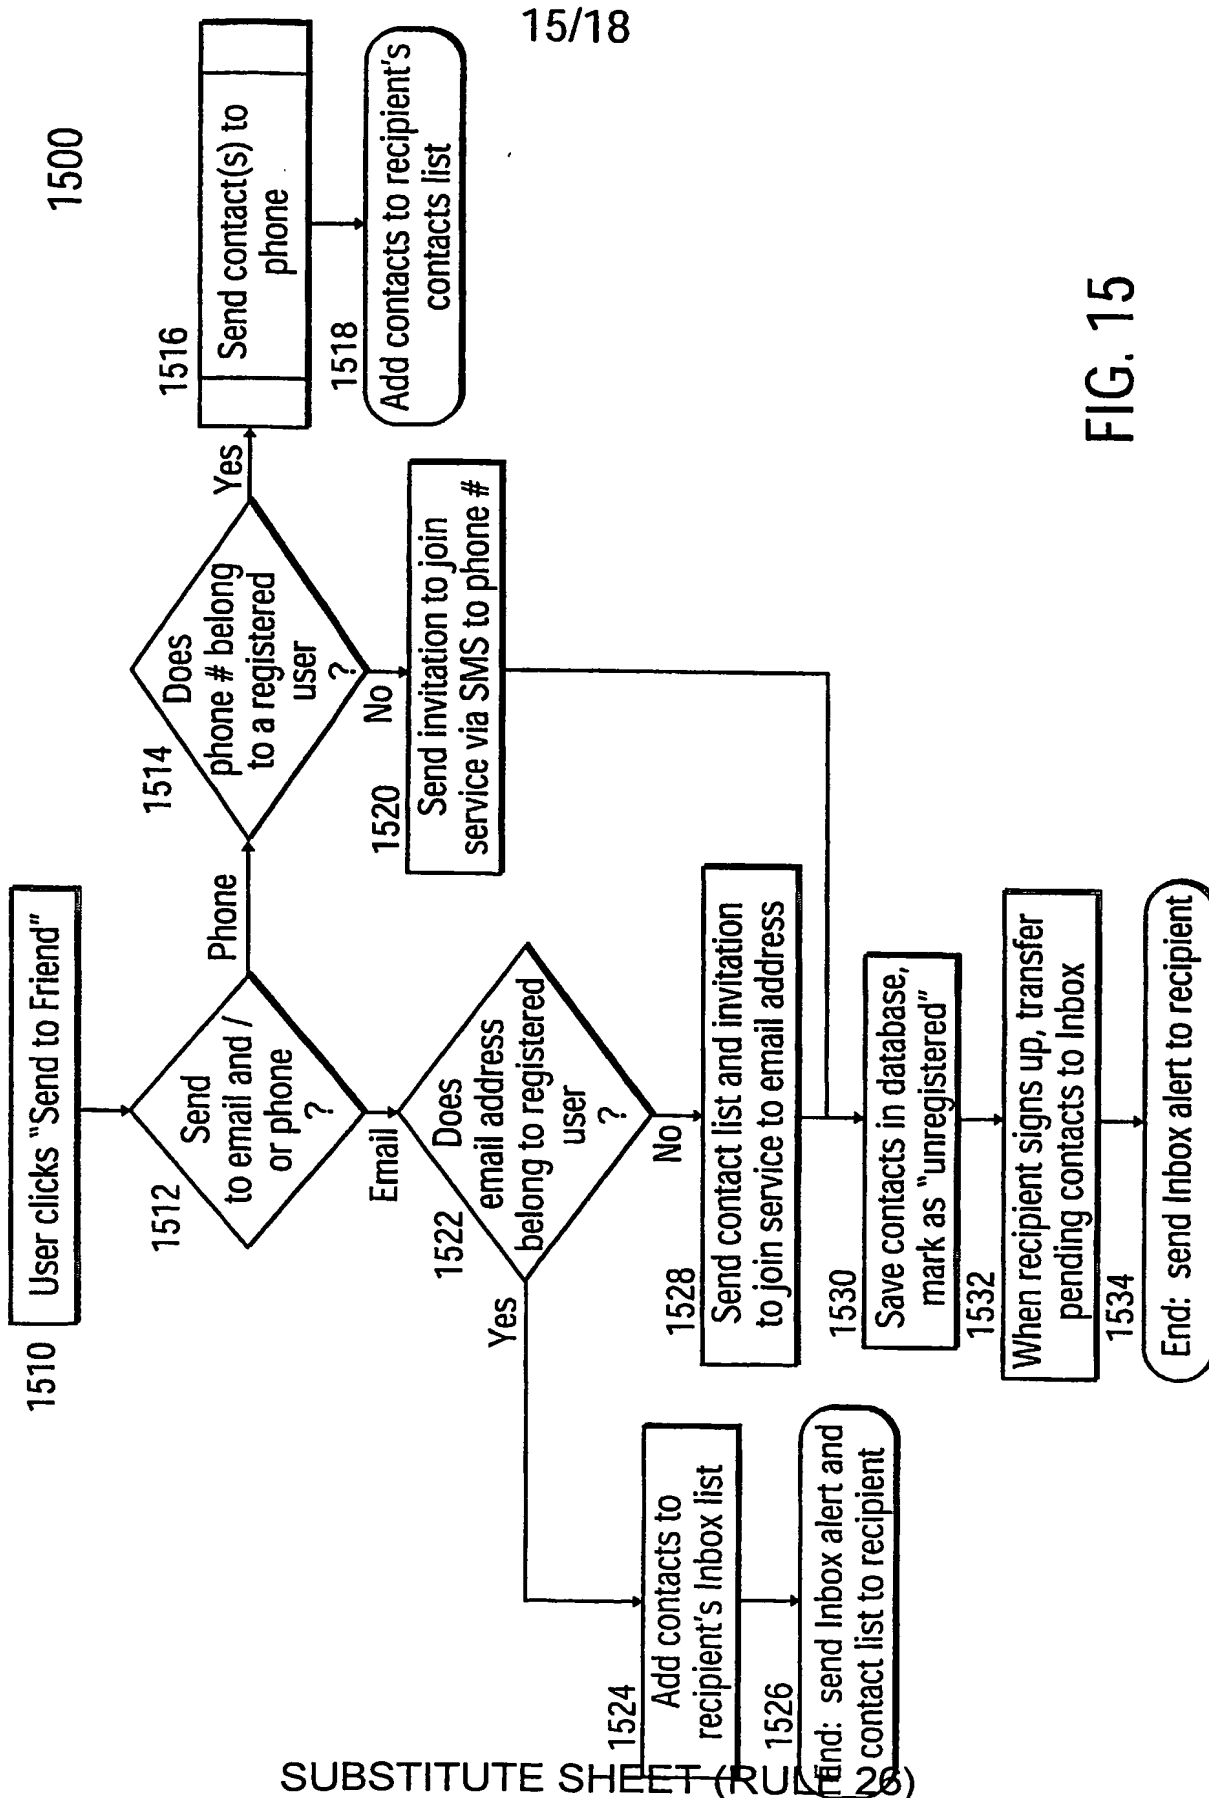 15/18
1500
1510
User clicks “Send to Friend”
1512
Send
to email and /
or phone
?
Phone
1514
Does
phone # belong
to a registered
user
?
Yes
1516
Send contact(s) to
phone
1518
Add contacts to recipient's
contacts list
No
1520
Send invitation to join
service via SMS to phone #
Email
1522
Does
email address
belong to registered
user
?
Yes
1524
Add contacts to
recipient's Inbox list
1526
End: send Inbox alert and
contact list to recipient
No
1528
Send contact list and invitation
to join service to email address
1530
Save contacts in database,
mark as “unregistered”
1532
When recipient signs up, transfer
pending contacts to Inbox
1534
End: send Inbox alert to recipient
FIG. 15
SUBSTITUTE SHEET (RULE 26)